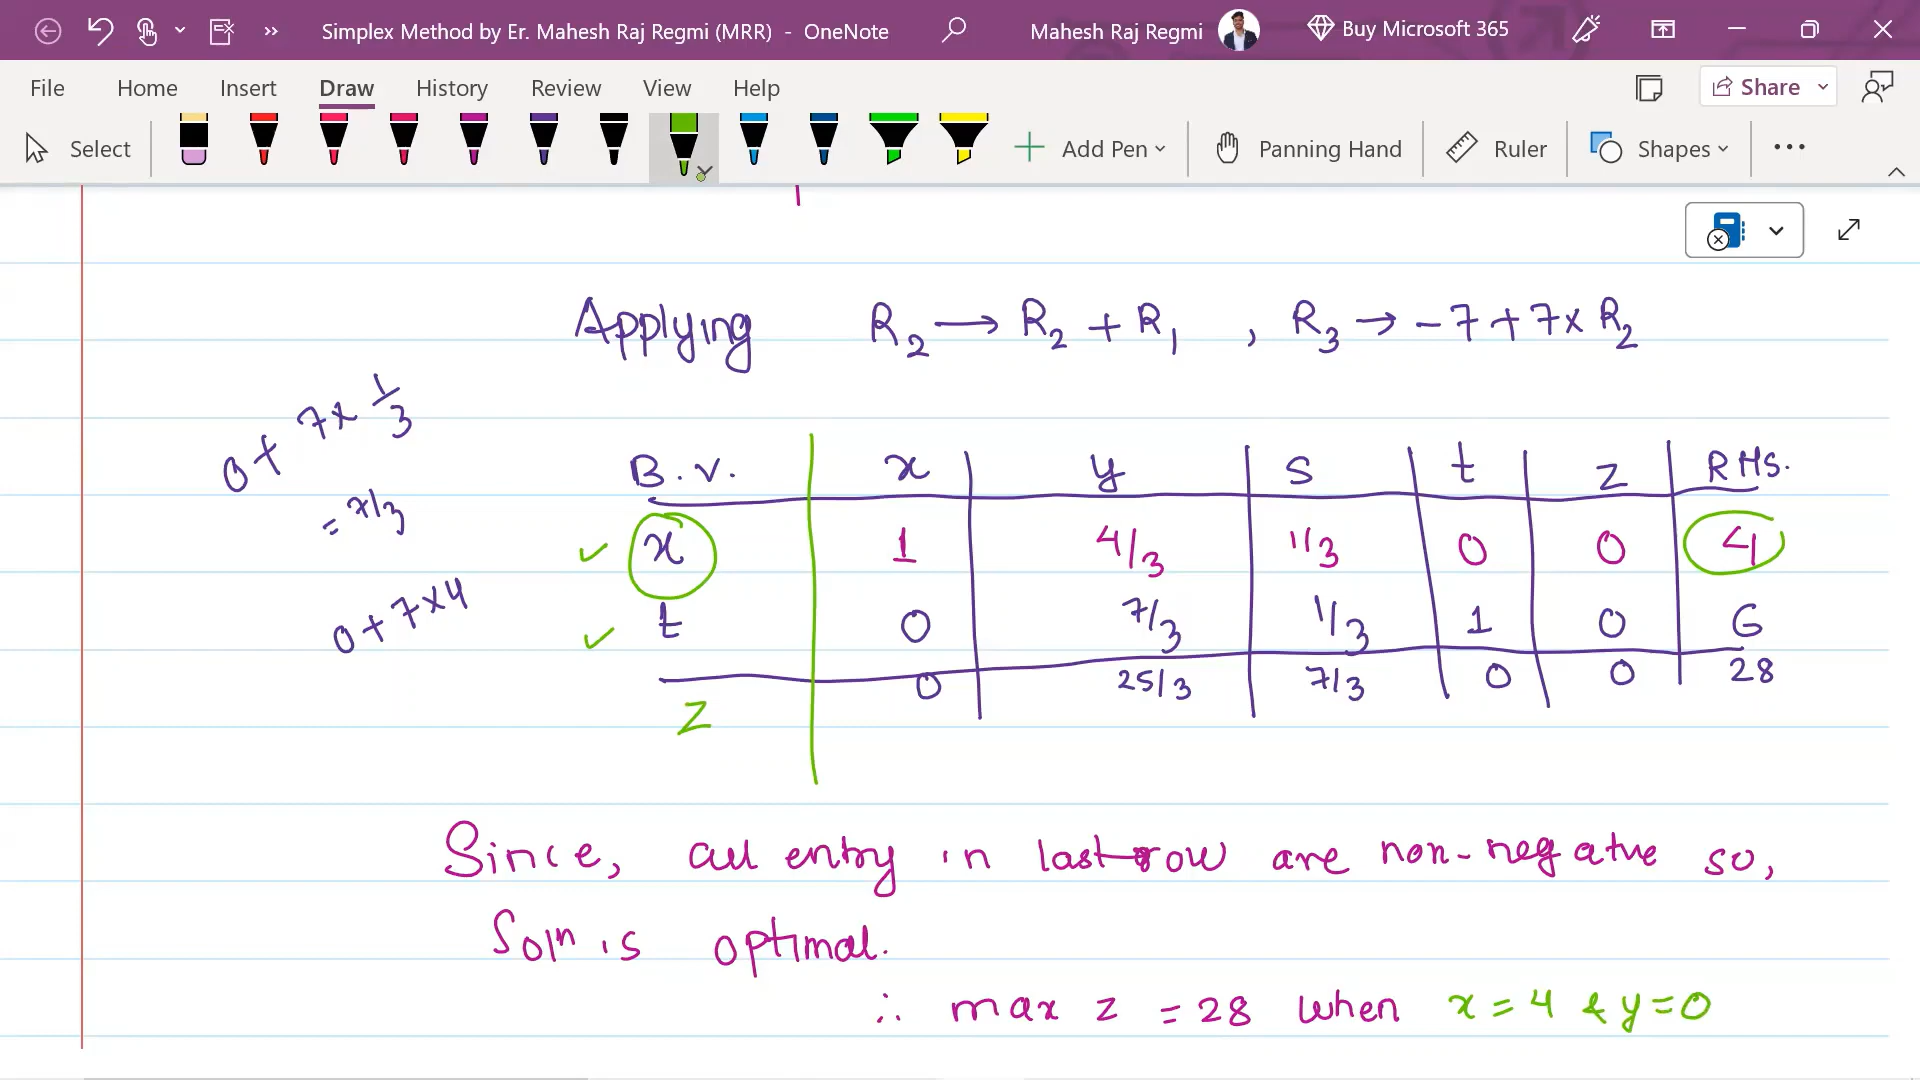 Simplex Method by Er. Mahesh Raj Regmi (MRR) - OneNote
Mahesh Raj Regmi
Buy Microsoft 365
File Home Insert Draw History Review View Help
Share
Select
Add Pen
Panning Hand
Ruler
Shapes
Applying R₂ → R₂ + R₁ , R₃ → -7 + 7 × R₂
0 + 7 × 1/3
= 7/3
0 + 7 × 4
B.V. x y S t Z RHS.
✓ x 1 4/3 1/3 0 0 4
✓ t 0 7/3 1/3 1 0 6
Z 0 25/3 7/3 0 0 28
Since, all entry in last row are non-negative so,
Solⁿ is optimal.
∴ max z = 28 when x = 4 & y = 0